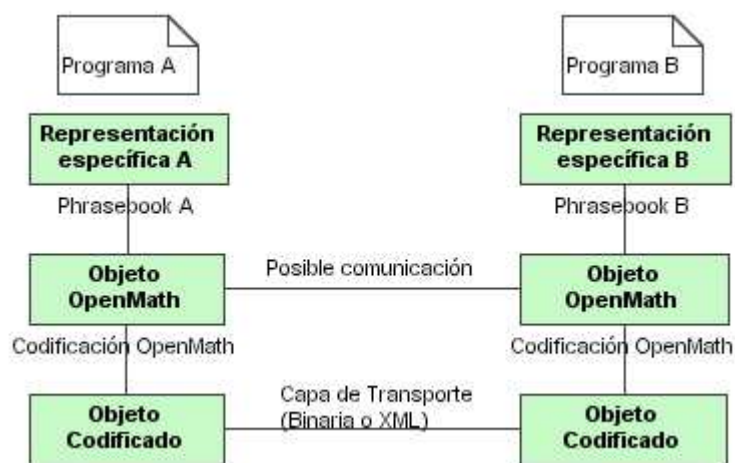 Programa A
Programa B
Representación
específica A
Representación
específica B
Phrasebook A
Phrasebook B
Objeto
OpenMath
Posible comunicación
Objeto
OpenMath
Codificación OpenMath
Codificación OpenMath
Objeto
Codificado
Capa de Transporte
(Binaria o XML)
Objeto
Codificado